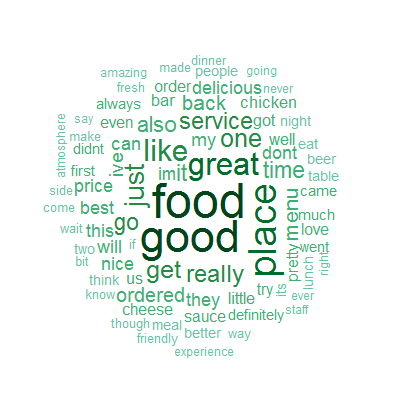 dinner
amazing made people going
fresh order delicious never
always bar back chicken
say even also service got night
atmosphere make can my one well eat
didnt ive like imit great dont beer
first just time table
side price food place menu came
come best go good much
wait this love
two will get really pretty went
bit if nice lunch right
think us try its
know ordered they little ever
cheese sauce definitely staff
though meal better way
friendly
experience